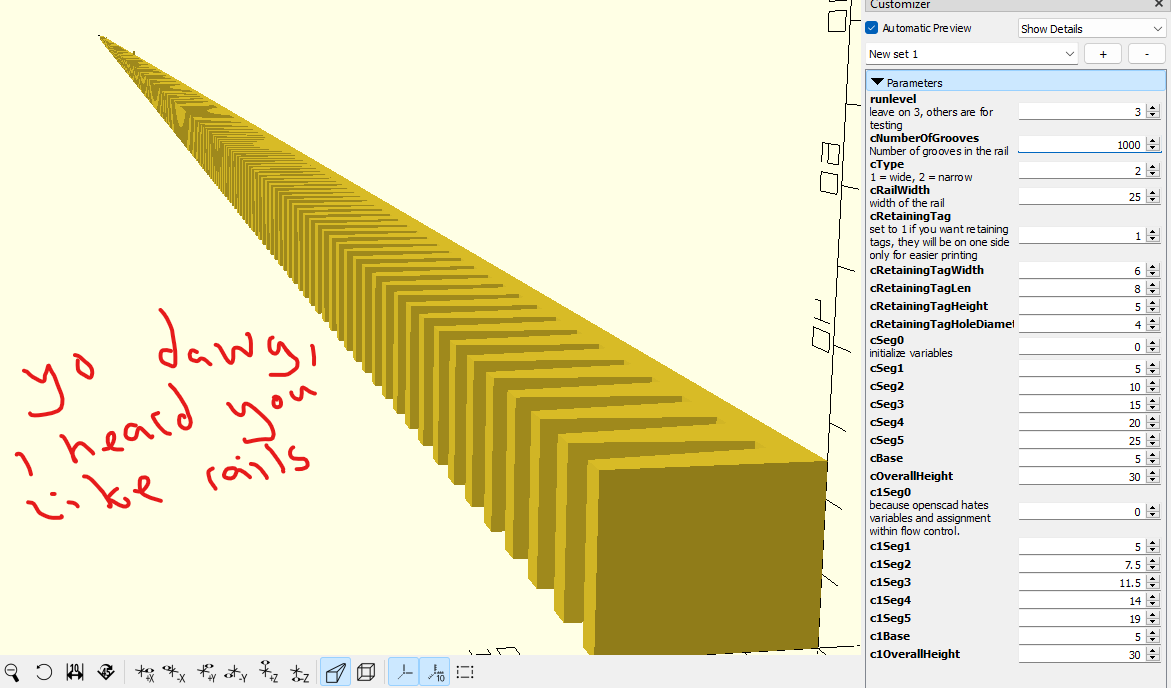 Customizer
Automatic Preview
Show Details
New set 1
+
-
Parameters
runlevel
leave on 3, others are for
testing
3
cNumberOfGrooves
Number of grooves in the rail
1000
cType
1 = wide, 2 = narrow
2
cRailWidth
width of the rail
25
cRetainingTag
set to 1 if you want retaining
tags, they will be on one side
only for easier printing
1
cRetainingTagWidth
6
cRetainingTagLen
8
cRetainingTagHeight
5
cRetainingTagHoleDiamet
4
cSeg0
initialize variables
0
cSeg1
5
cSeg2
10
cSeg3
15
cSeg4
20
cSeg5
25
cBase
5
cOverallHeight
30
c1Seg0
because openscad hates
variables and assignment
within flow control.
0
c1Seg1
5
c1Seg2
7.5
c1Seg3
11.5
c1Seg4
14
c1Seg5
19
c1Base
5
c1OverallHeight
30
yo dawg,
i heard you
like rails
+X
-X
+Y
-Y
+Z
-Z
10